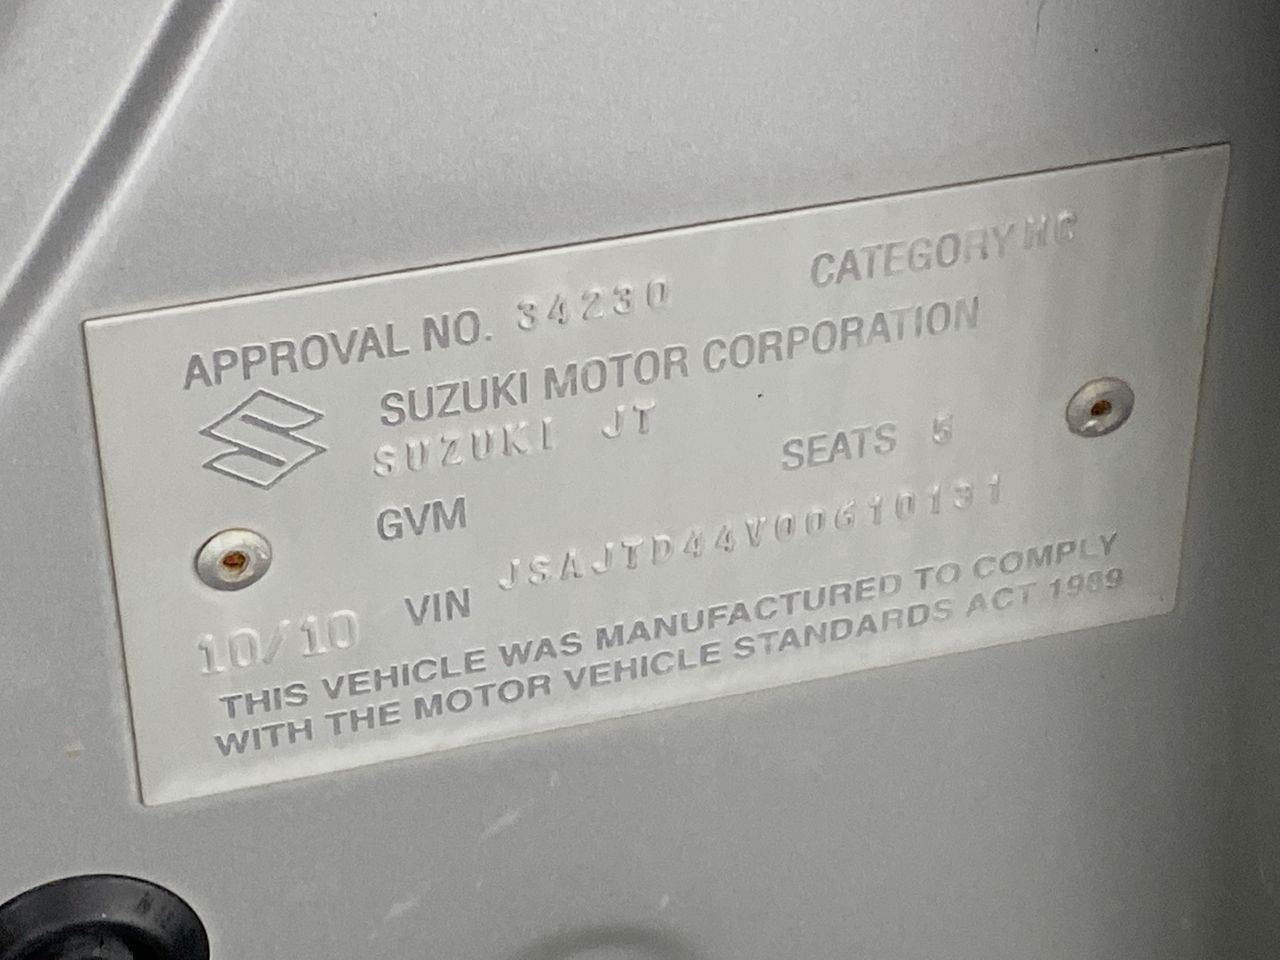 APPROVAL NO. 34230 CATEGORY MC
SUZUKI MOTOR CORPORATION
SUZUKI JT SEATS 5
GVM
10/10 VIN JSAJTD44V00610131
THIS VEHICLE WAS MANUFACTURED TO COMPLY
WITH THE MOTOR VEHICLE STANDARDS ACT 1989